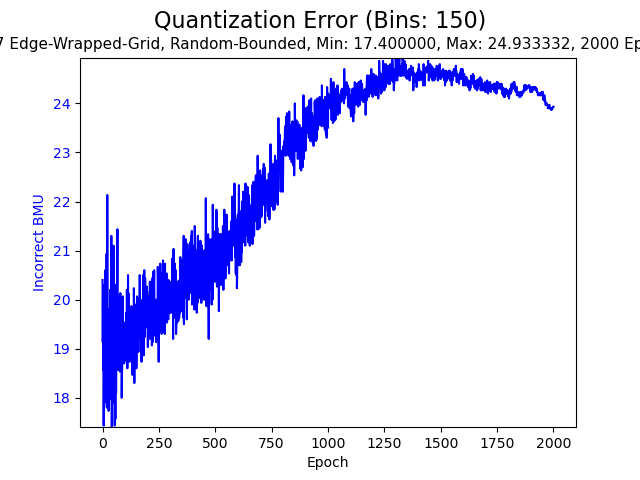 Quantization Error (Bins: 150)
7 Edge-Wrapped-Grid, Random-Bounded, Min: 17.400000, Max: 24.933332, 2000 Ep
24
23
22
21
20
19
18
Incorrect BMU
0 250 500 750 1000 1250 1500 1750 2000
Epoch